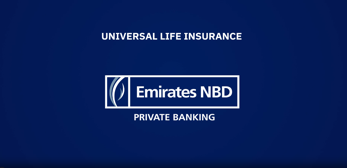 UNIVERSAL LIFE INSURANCE
Emirates NBD
PRIVATE BANKING